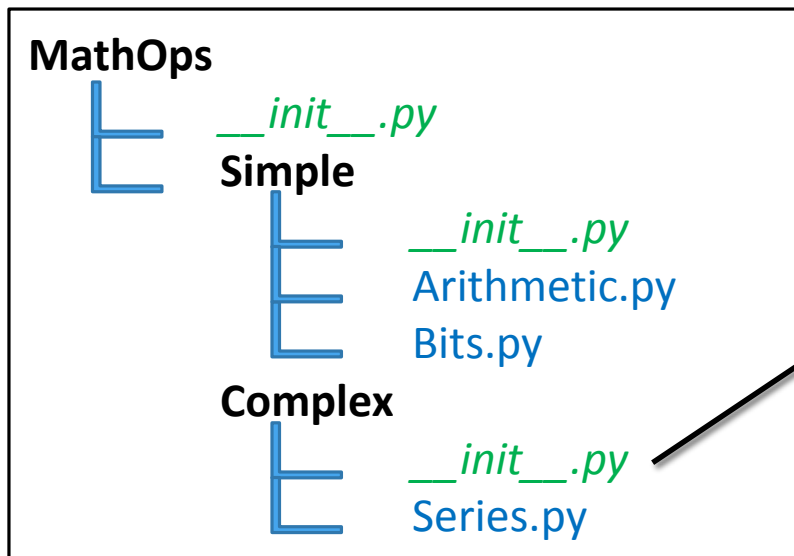 MathOps
__init__.py
Simple
__init__.py
Arithmetic.py
Bits.py
Complex
__init__.py
Series.py